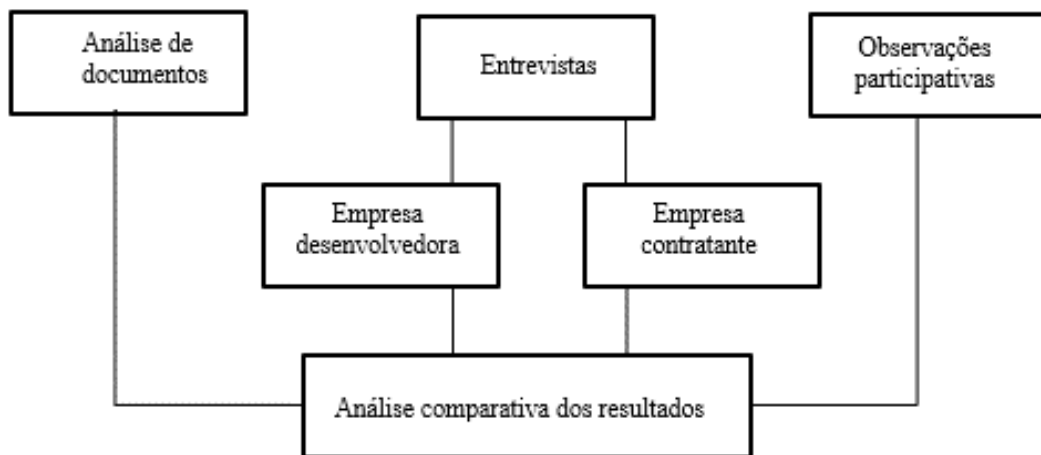 Análise de
documentos
Entrevistas
Observações
participativas
Empresa
desenvolvedora
Empresa
contratante
Análise comparativa dos resultados